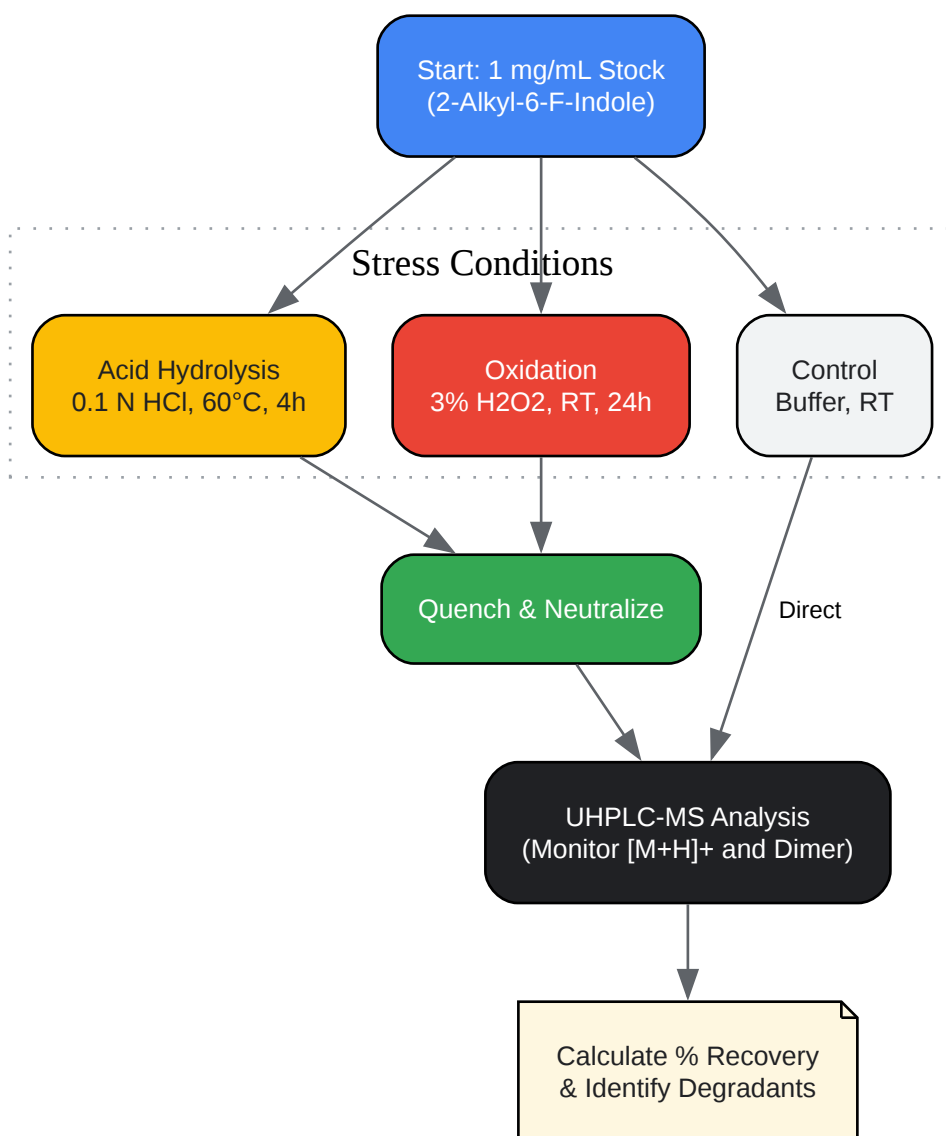 Start: 1 mg/mL Stock
(2-Alkyl-6-F-Indole)
Stress Conditions
Acid Hydrolysis
0.1 N HCl, 60°C, 4h
Oxidation
3% H2O2, RT, 24h
Control
Buffer, RT
Quench & Neutralize
Direct
UHPLC-MS Analysis
(Monitor [M+H]+ and Dimer)
Calculate % Recovery
& Identify Degradants